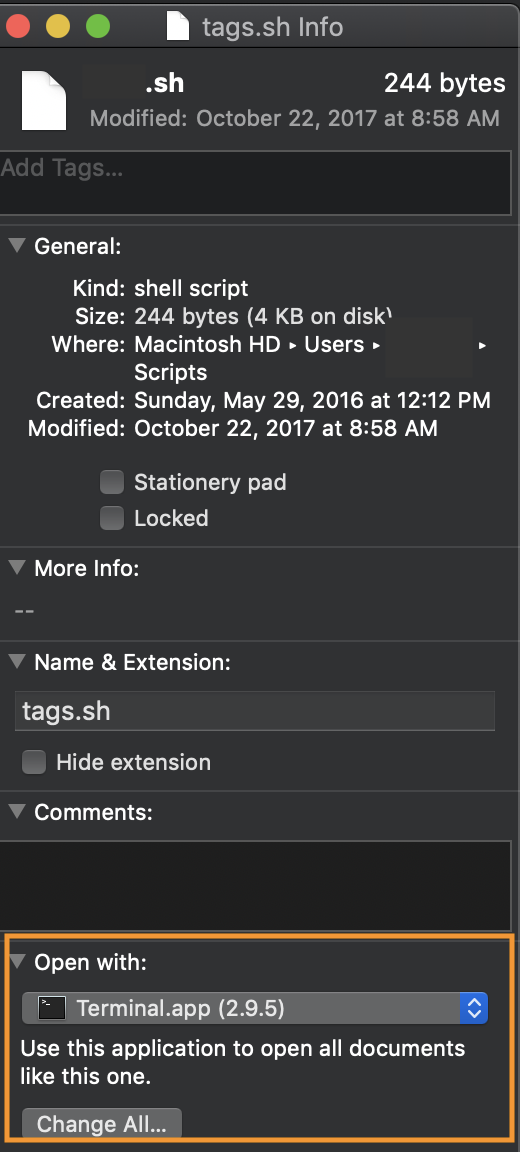 tags.sh Info
.sh
244 bytes
Modified: October 22, 2017 at 8:58 AM
Add Tags...
General:
Kind: shell script
Size: 244 bytes (4 KB on disk)
Where: Macintosh HD ▸ Users ▸ ▸
Scripts
Created: Sunday, May 29, 2016 at 12:12 PM
Modified: October 22, 2017 at 8:58 AM
Stationery pad
Locked
More Info:
--
Name & Extension:
tags.sh
Hide extension
Comments:
Open with:
Terminal.app (2.9.5)
Use this application to open all documents
like this one.
Change All...